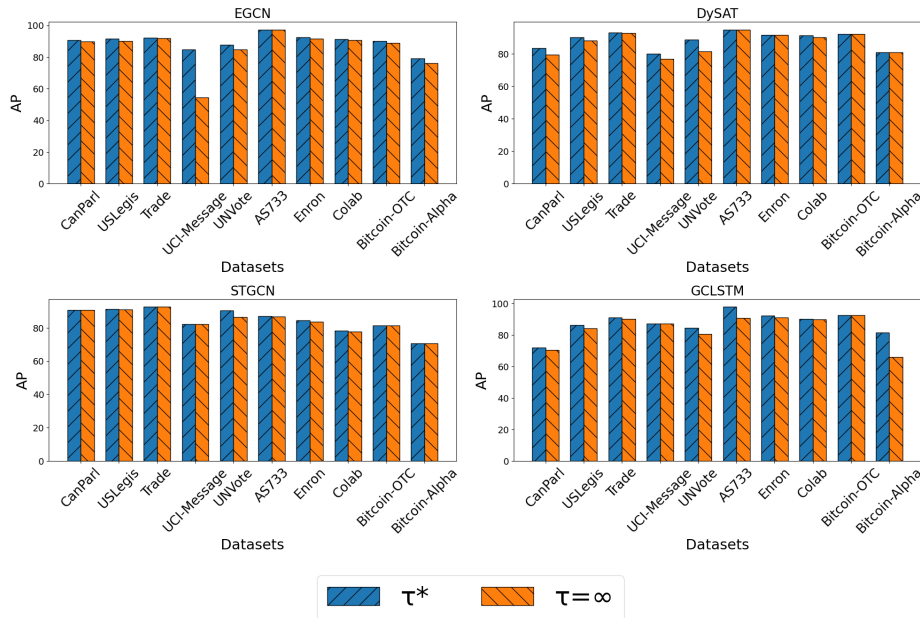 EGCN
AP
100
80
60
40
20
0
CanParl
USLegis
Trade
UCI-Message
UNVote
AS733
Enron
Colab
Bitcoin-OTC
Bitcoin-Alpha
Datasets
DySAT
AP
80
60
40
20
0
CanParl
USLegis
Trade
UCI-Message
UNVote
AS733
Enron
Colab
Bitcoin-OTC
Bitcoin-Alpha
Datasets
STGCN
AP
80
60
40
20
0
CanParl
USLegis
Trade
UCI-Message
UNVote
AS733
Enron
Colab
Bitcoin-OTC
Bitcoin-Alpha
Datasets
GCLSTM
AP
100
80
60
40
20
0
CanParl
USLegis
Trade
UCI-Message
UNVote
AS733
Enron
Colab
Bitcoin-OTC
Bitcoin-Alpha
Datasets
τ*
τ=∞